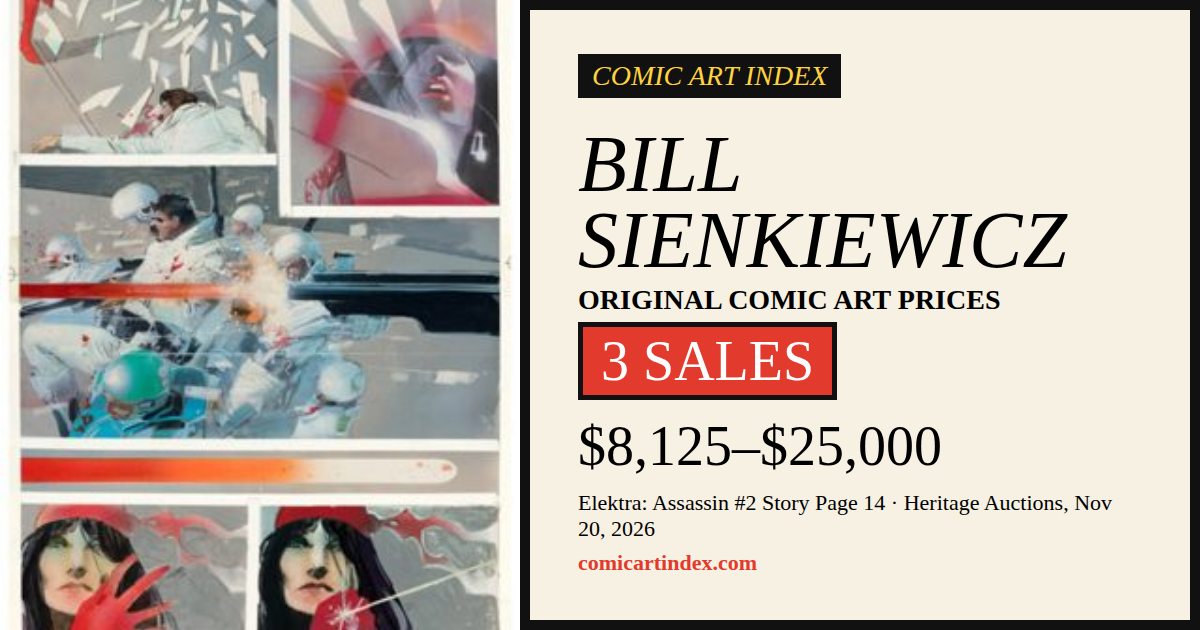 COMIC ART INDEX
BILL
SIENKIEWICZ
ORIGINAL COMIC ART PRICES
3 SALES
$8,125–$25,000
Elektra: Assassin #2 Story Page 14 · Heritage Auctions, Nov
20, 2026
comicartindex.com